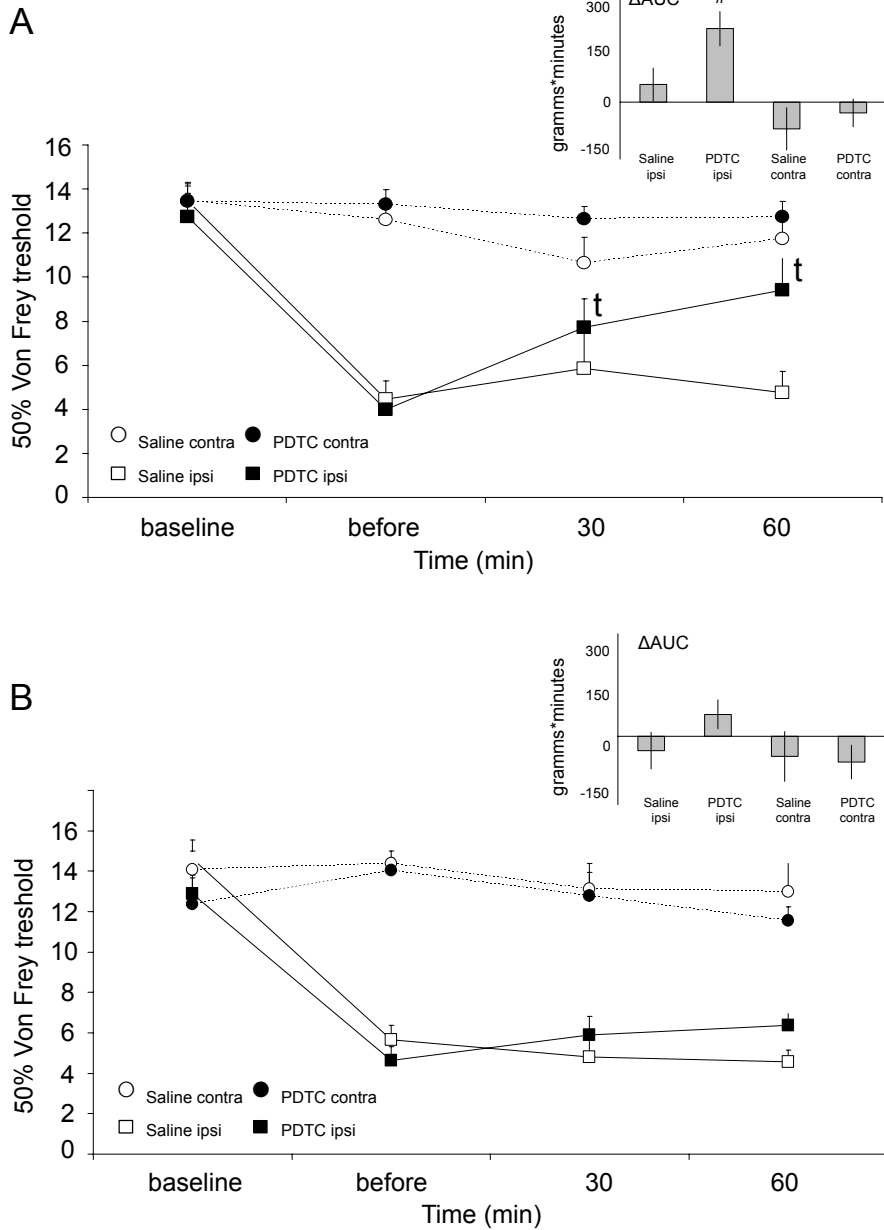 A
ΔAUC #
300
150
0
-150
gramms*minutes
Saline ipsi
PDTC ipsi
Saline contra
PDTC contra
16
14
12
10
8
6
4
2
0
50% Von Frey treshold
t
t
Saline contra
PDTC contra
Saline ipsi
PDTC ipsi
baseline before 30 60
Time (min)
B
ΔAUC
300
150
0
-150
gramms*minutes
Saline ipsi
PDTC ipsi
Saline contra
PDTC contra
16
14
12
10
8
6
4
2
0
50% Von Frey treshold
Saline contra
PDTC contra
Saline ipsi
PDTC ipsi
baseline before 30 60
Time (min)